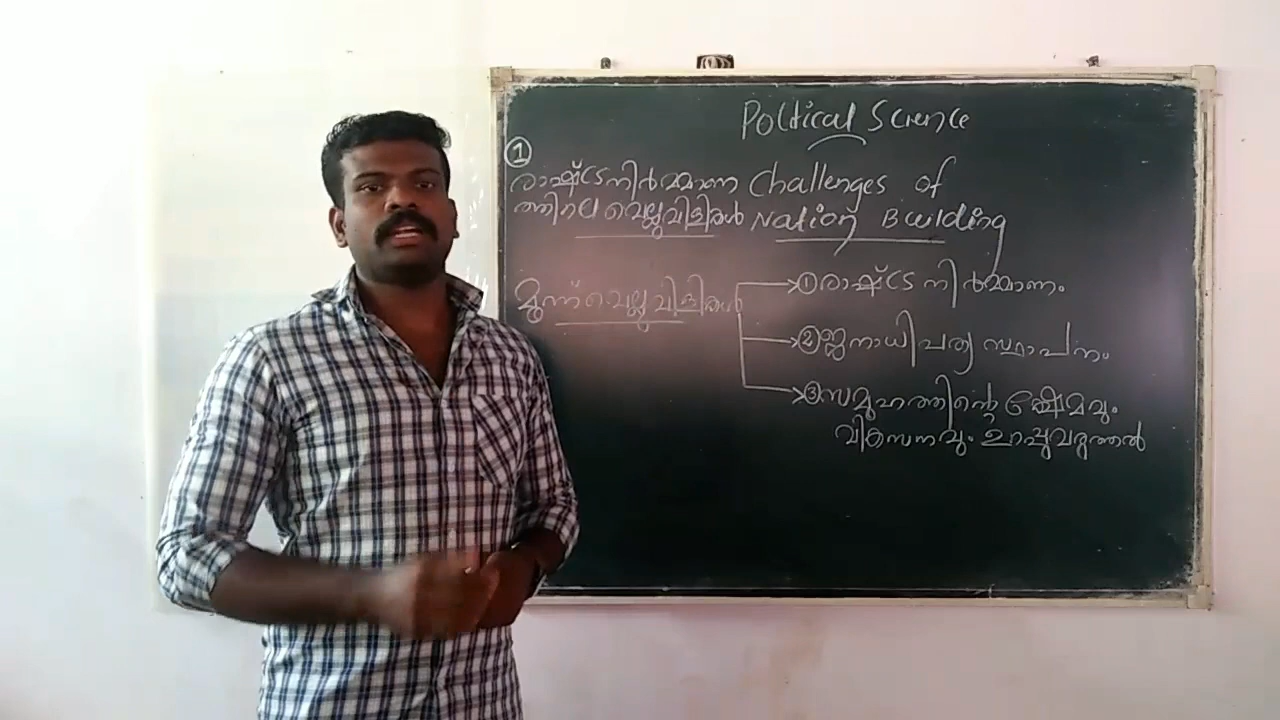 Political Science
①
രാഷ്ട്രനിർമ്മാണ Challenges of
ത്തിലെ വെല്ലുവിളികൾ Nation Building
മൂന്ന് വെല്ലുവിളികൾ
① രാഷ്ട്ര നിർമ്മാണം
② ജനാധിപത്യ സ്ഥാപനം
③ സമൂഹത്തിന്റെ ക്ഷേമവും
വികസനവും ഉറപ്പുവരുത്തൽ